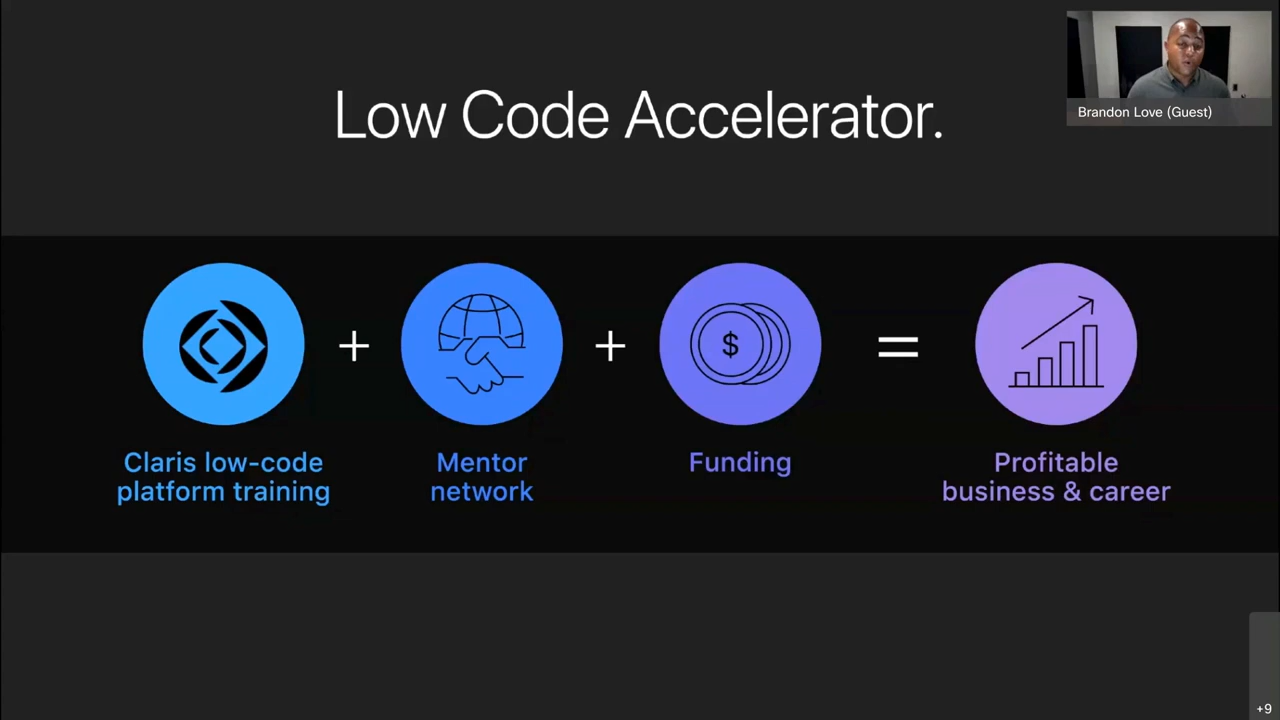 Low Code Accelerator.
Brandon Love (Guest)
$
Claris low-code
platform training
Mentor
network
Funding
Profitable
business & career
+
+
=
+9